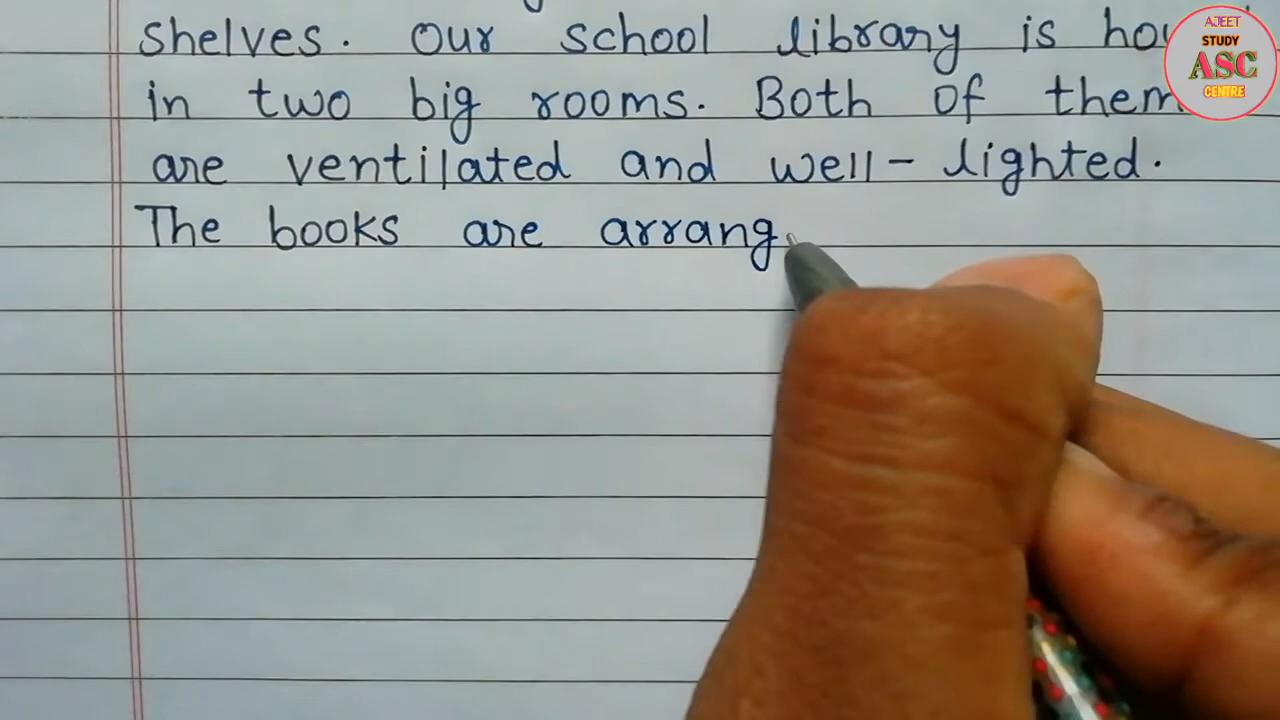 shelves. Our school library is
in two big rooms. Both of them
are ventilated and well-lighted.
The books are arrang
AJEET
STUDY
ASC
CENTRE